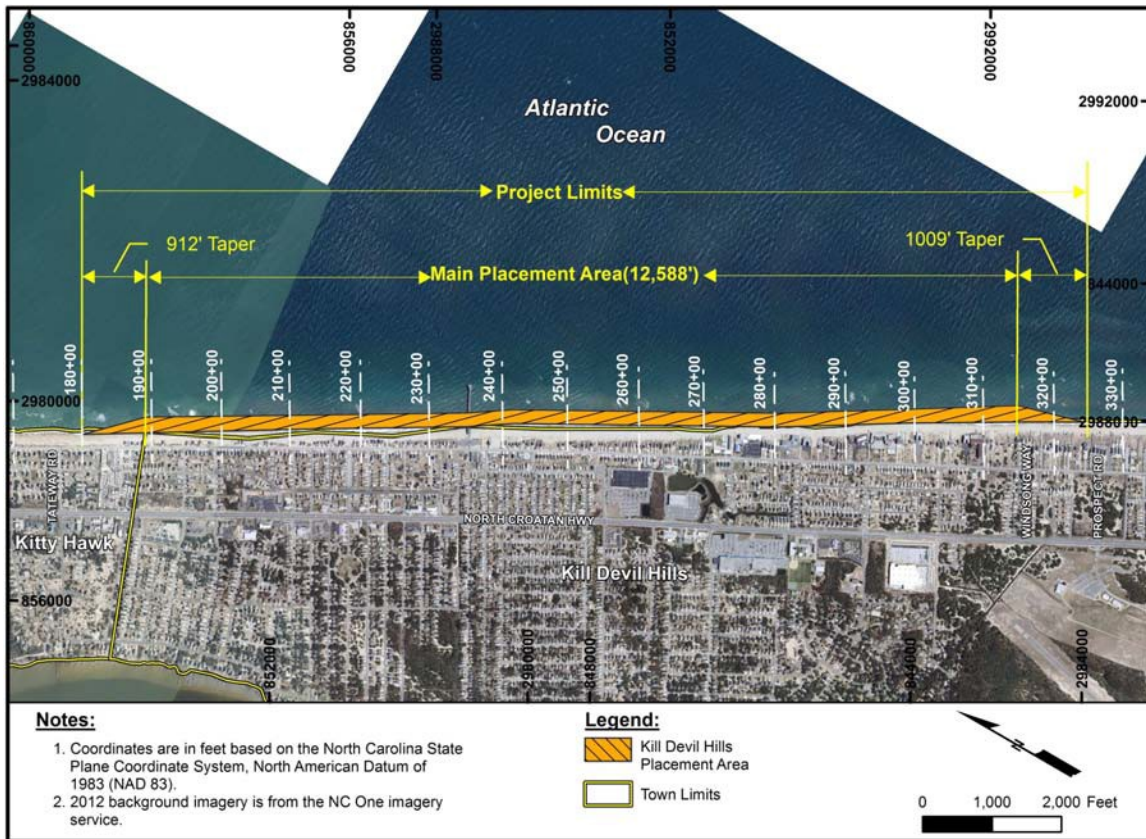 860000
856000
2988000
852000
2992000
2984000
2992000
Atlantic
Ocean
Project Limits
912' Taper
1009' Taper
Main Placement Area(12,588')
844000
180+00
190+00
200+00
210+00
220+00
230+00
240+00
250+00
260+00
270+00
280+00
290+00
300+00
310+00
320+00
330+00
2980000
2988000
TATEWAY RD
WINDSONG WAY
PROSPECT RD
NORTH CROATAN HWY
Kitty Hawk
Kill Devil Hills
856000
852000
2980000
848000
844000
2984000
Notes:
1. Coordinates are in feet based on the North Carolina State
Plane Coordinate System, North American Datum of
1983 (NAD 83).
2. 2012 background imagery is from the NC One imagery
service.
Legend:
Kill Devil Hills
Placement Area
Town Limits
N
0 1,000 2,000 Feet